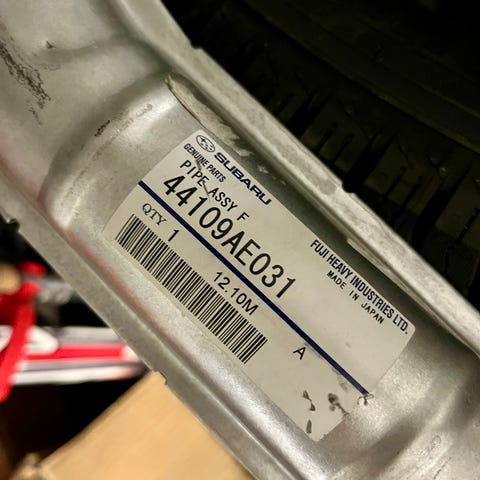 SUBARU
GENUINE PARTS
PIPE ASSY F
44109AE031
QTY 1 12.10M A
FUJI HEAVY INDUSTRIES LTD.
MADE IN JAPAN